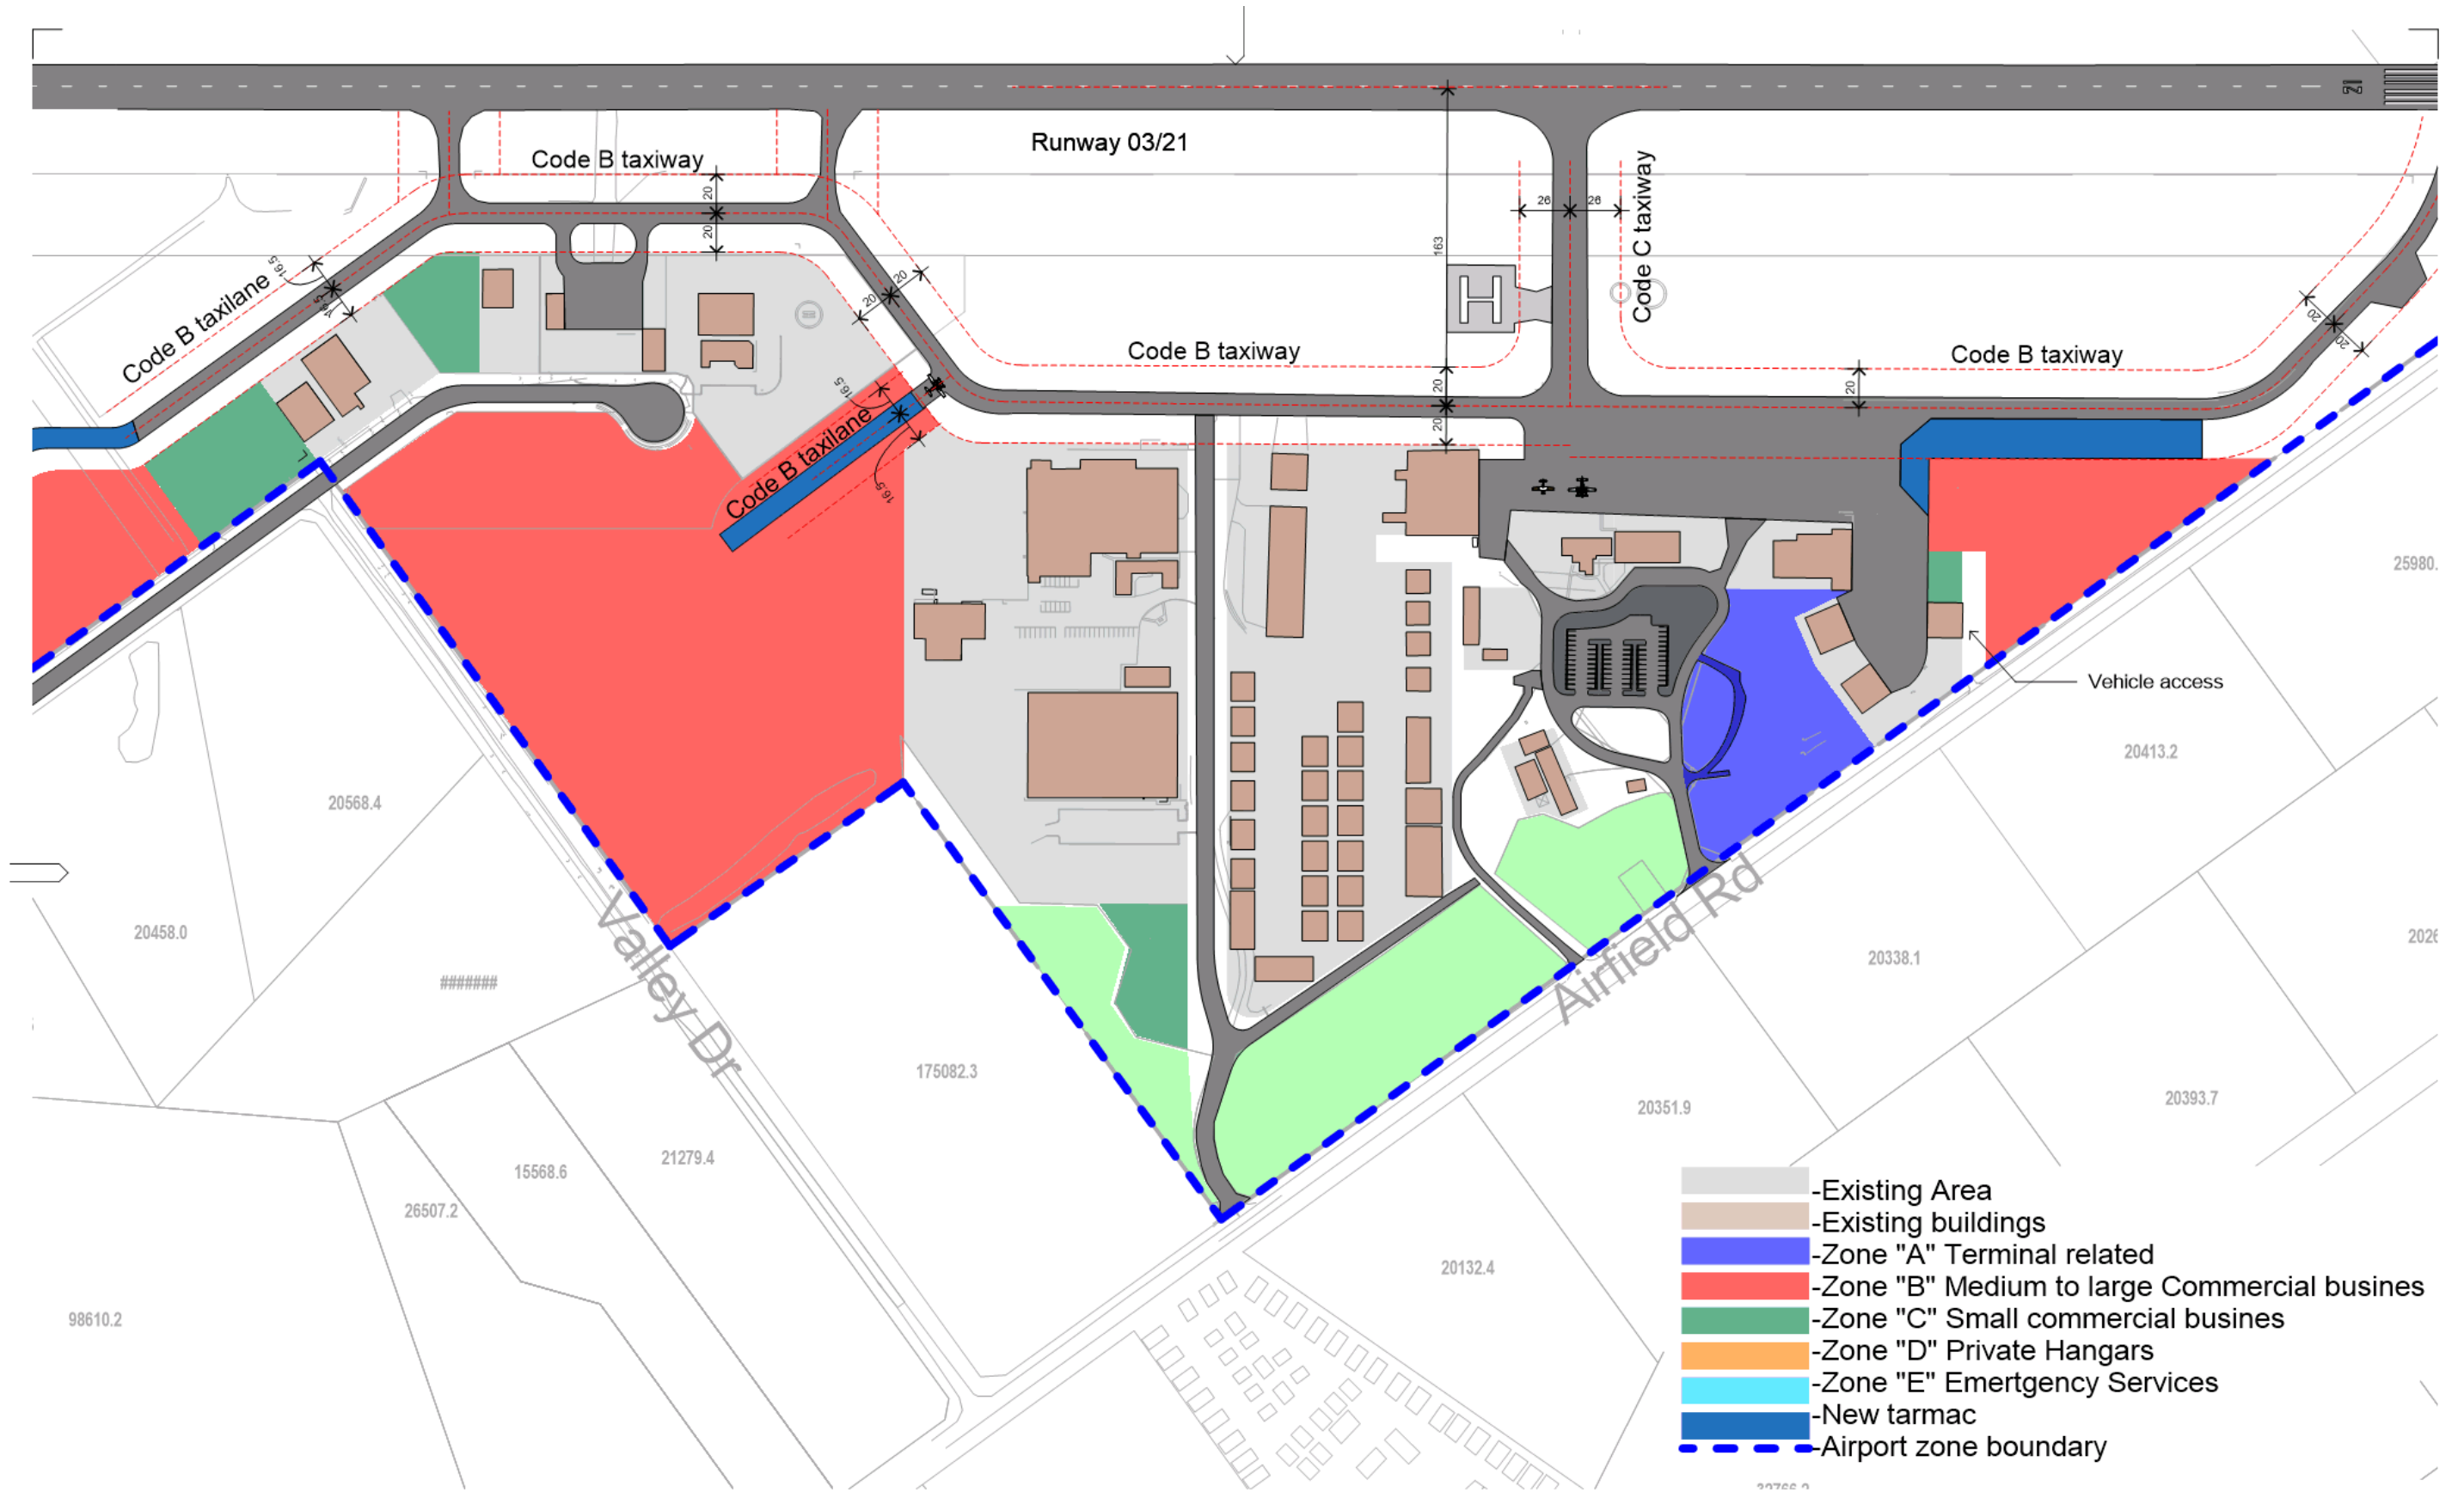 21
Runway 03/21
Code B taxiway
20
20
26
26
Code C taxiway
163
Code B taxilane
16.5
16.5
20
20
Code B taxiway
20
20
Code B taxiway
20
20
20
H
16.5
Code B taxilane
16.5
25980.
Vehicle access
20413.2
20568.4
20458.0
#######
Valley Dr
Airfield Rd
20338.1
202
175082.3
20351.9
20393.7
21279.4
15568.6
26507.2
20132.4
98610.2
-Existing Area
-Existing buildings
-Zone "A" Terminal related
-Zone "B" Medium to large Commercial busines
-Zone "C" Small commercial busines
-Zone "D" Private Hangars
-Zone "E" Emertgency Services
-New tarmac
-Airport zone boundary